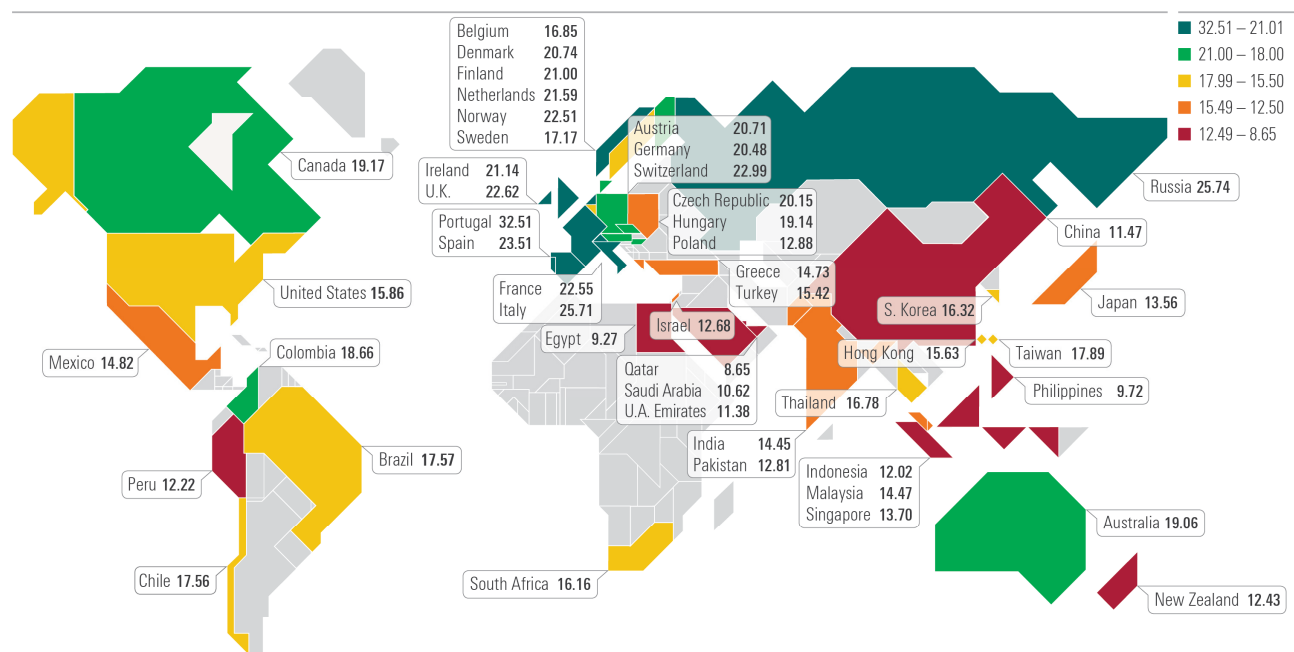 32.51 – 21.01
21.00 – 18.00
17.99 – 15.50
15.49 – 12.50
12.49 – 8.65
Belgium 16.85
Denmark 20.74
Finland 21.00
Netherlands 21.59
Norway 22.51
Sweden 17.17
Austria 20.71
Germany 20.48
Switzerland 22.99
Canada 19.17
Ireland 21.14
U.K. 22.62
Russia 25.74
Czech Republic 20.15
Hungary 19.14
Poland 12.88
Portugal 32.51
Spain 23.51
China 11.47
Greece 14.73
Turkey 15.42
United States 15.86
France 22.55
Italy 25.71
S. Korea 16.32
Japan 13.56
Israel 12.68
Egypt 9.27
Mexico 14.82
Colombia 18.66
Hong Kong 15.63
Taiwan 17.89
Qatar 8.65
Saudi Arabia 10.62
U.A. Emirates 11.38
Philippines 9.72
Thailand 16.78
India 14.45
Pakistan 12.81
Brazil 17.57
Peru 12.22
Indonesia 12.02
Malaysia 14.47
Singapore 13.70
Australia 19.06
Chile 17.56
South Africa 16.16
New Zealand 12.43